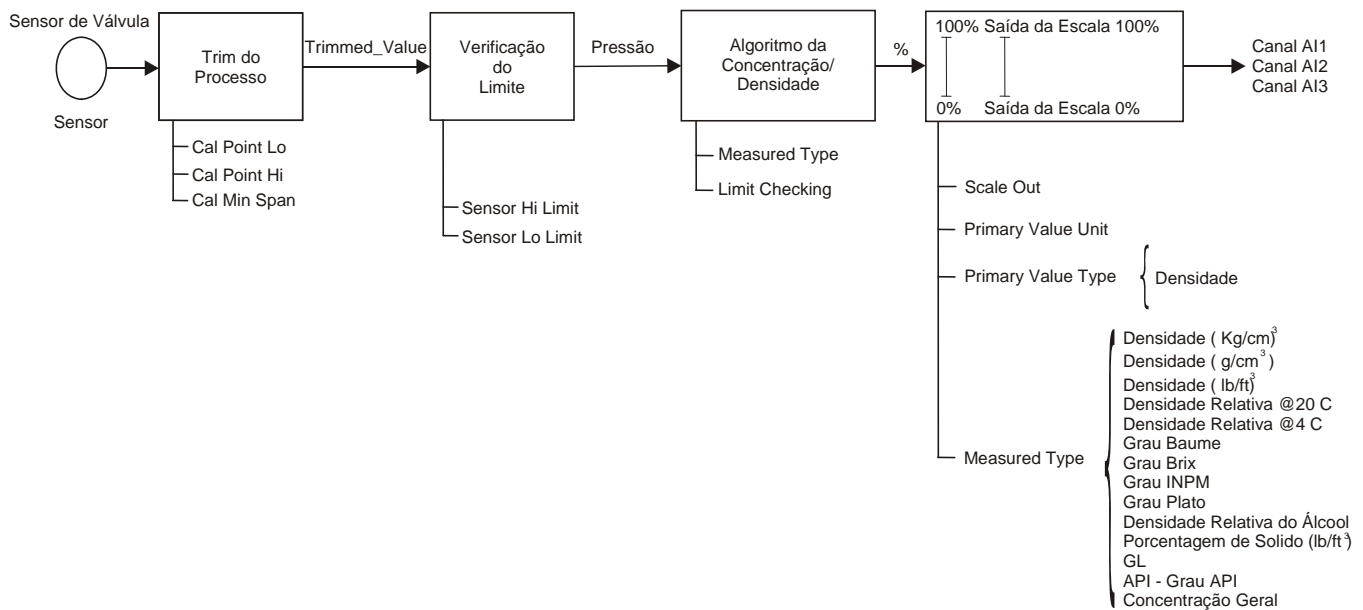 Sensor de Válvula
Sensor
Trim do
Processo
Cal Point Lo
Cal Point Hi
Cal Min Span
Trimmed_Value
Verificação
do
Limite
Sensor Hi Limit
Sensor Lo Limit
Pressão
Algoritmo da
Concentração/
Densidade
Measured Type
Limit Checking
%
100% Saída da Escala 100%
0% Saída da Escala 0%
Canal AI1
Canal AI2
Canal AI3
Scale Out
Primary Value Unit
Primary Value Type
Densidade
Measured Type
Densidade ( Kg/cm)³
Densidade ( g/cm³ )
Densidade ( lb/ft)³
Densidade Relativa @20 C
Densidade Relativa @4 C
Grau Baume
Grau Brix
Grau INPM
Grau Plato
Densidade Relativa do Álcool
Porcentagem de Solido (lb/ft³)
GL
API - Grau API
Concentração Geral